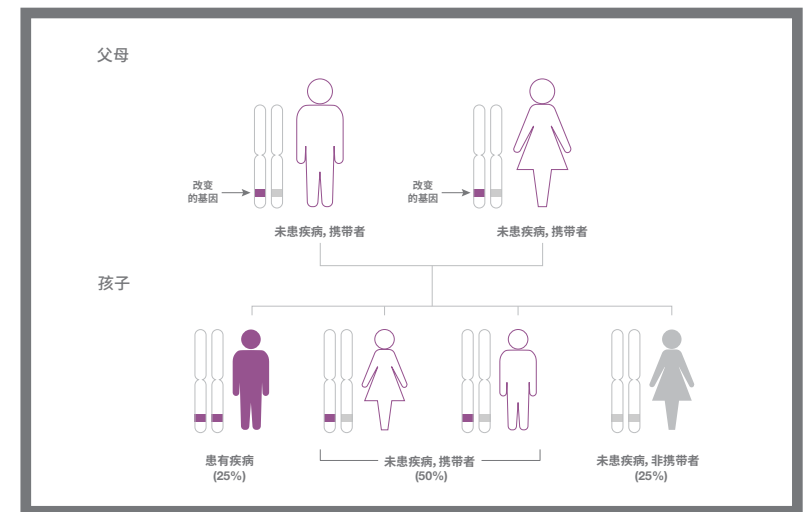 父母
改变
的基因
改变
的基因
未患疾病, 携带者
未患疾病, 携带者
孩子
患有疾病
(25%)
未患疾病, 携带者
(50%)
未患疾病, 非携带者
(25%)